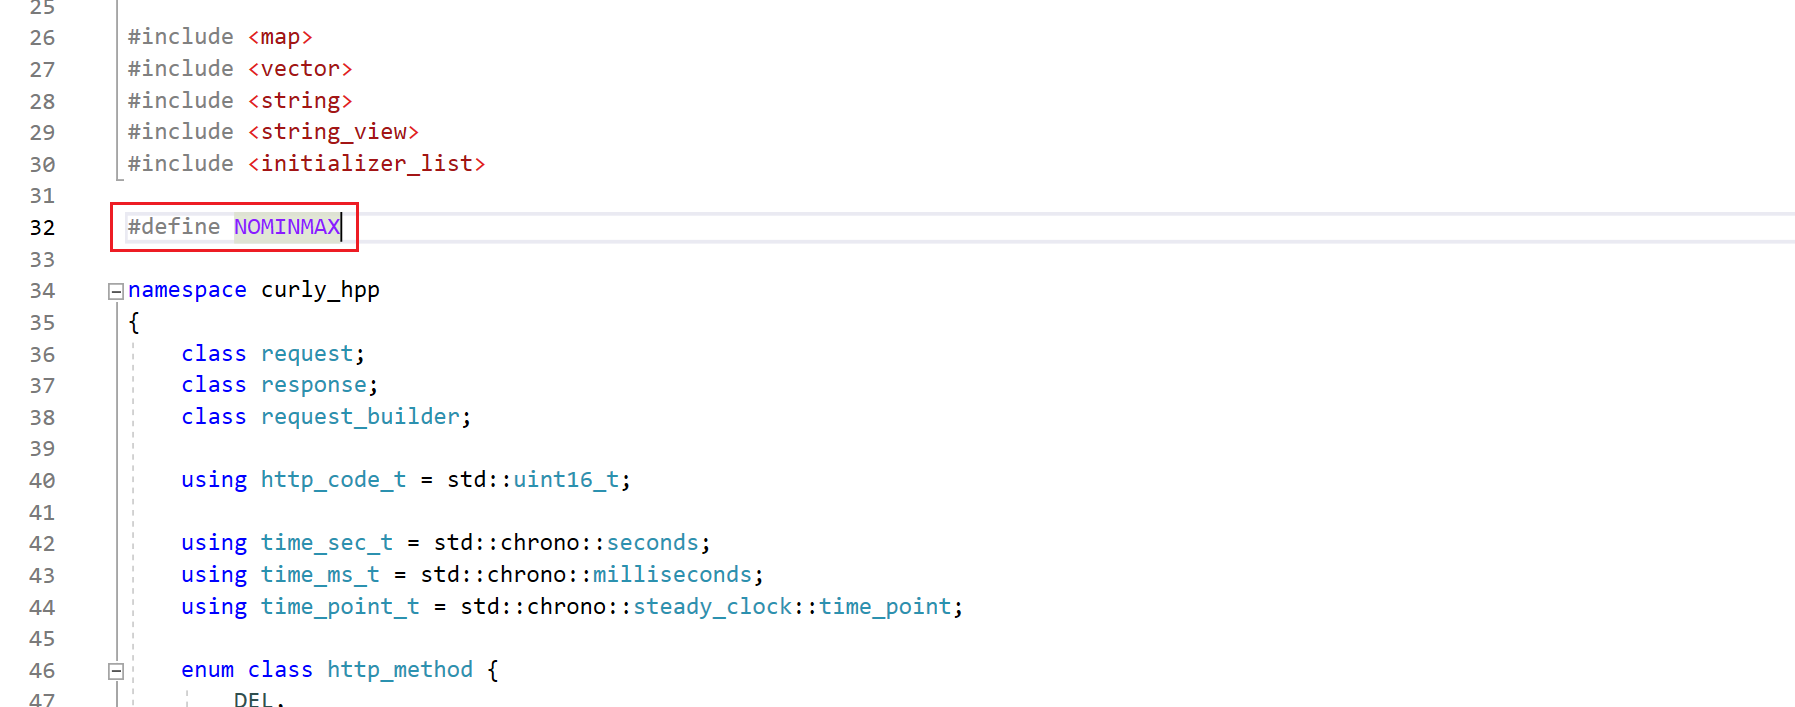 25
26 #include <map>
27 #include <vector>
28 #include <string>
29 #include <string_view>
30 #include <initializer_list>
31
32 #define NOMINMAX
33
34 namespace curly_hpp
35 {
36 class request;
37 class response;
38 class request_builder;
39
40 using http_code_t = std::uint16_t;
41
42 using time_sec_t = std::chrono::seconds;
43 using time_ms_t = std::chrono::milliseconds;
44 using time_point_t = std::chrono::steady_clock::time_point;
45
46 enum class http_method {
47 DEL,